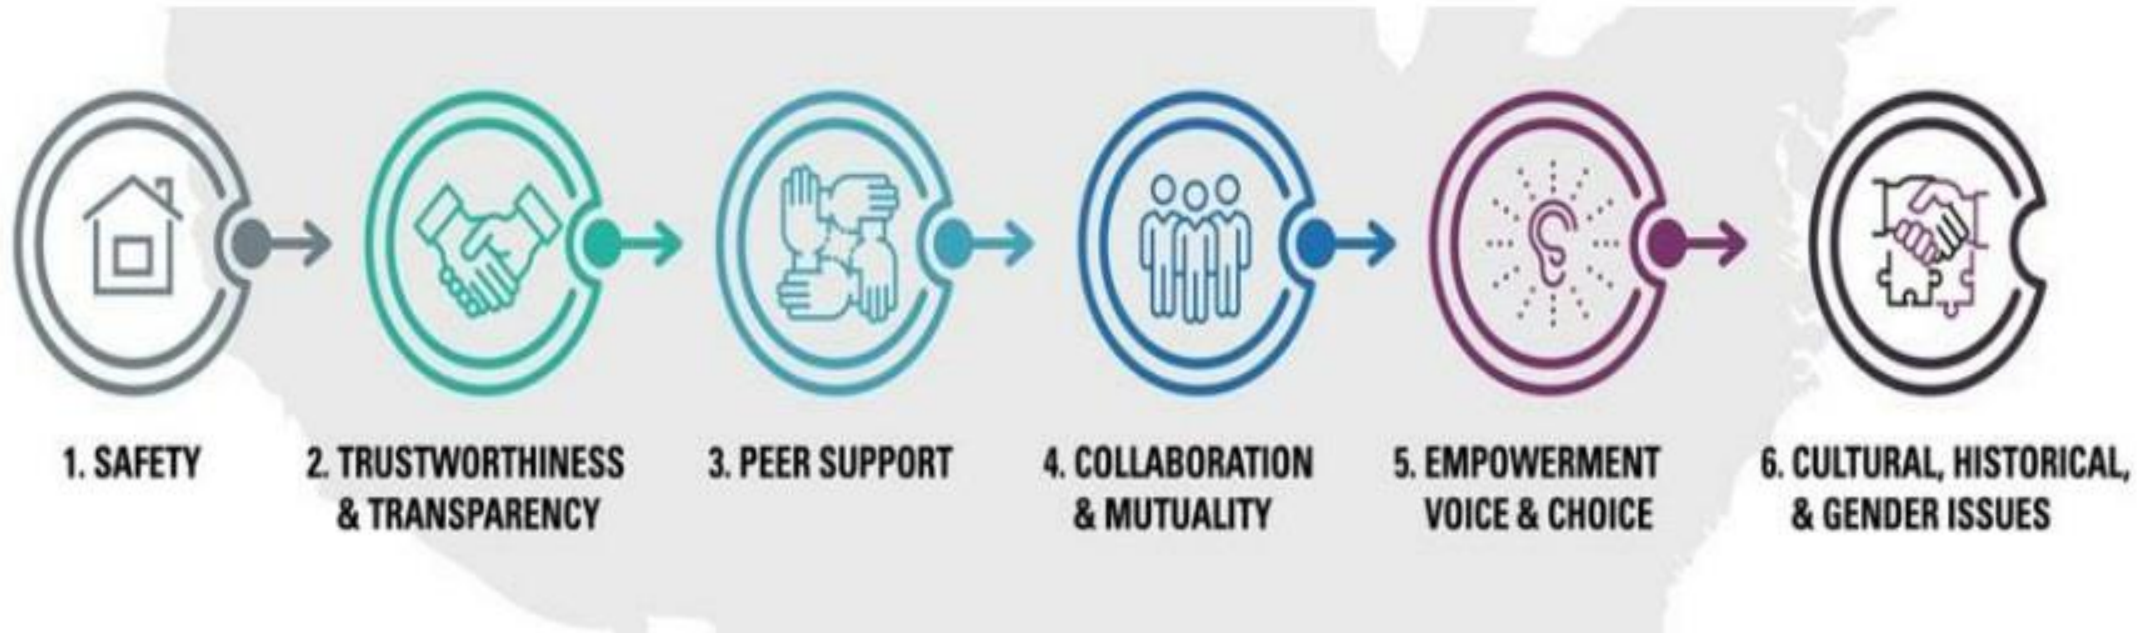 1. SAFETY
2. TRUSTWORTHINESS
& TRANSPARENCY
3. PEER SUPPORT
4. COLLABORATION
& MUTUALITY
5. EMPOWERMENT
VOICE & CHOICE
6. CULTURAL, HISTORICAL,
& GENDER ISSUES